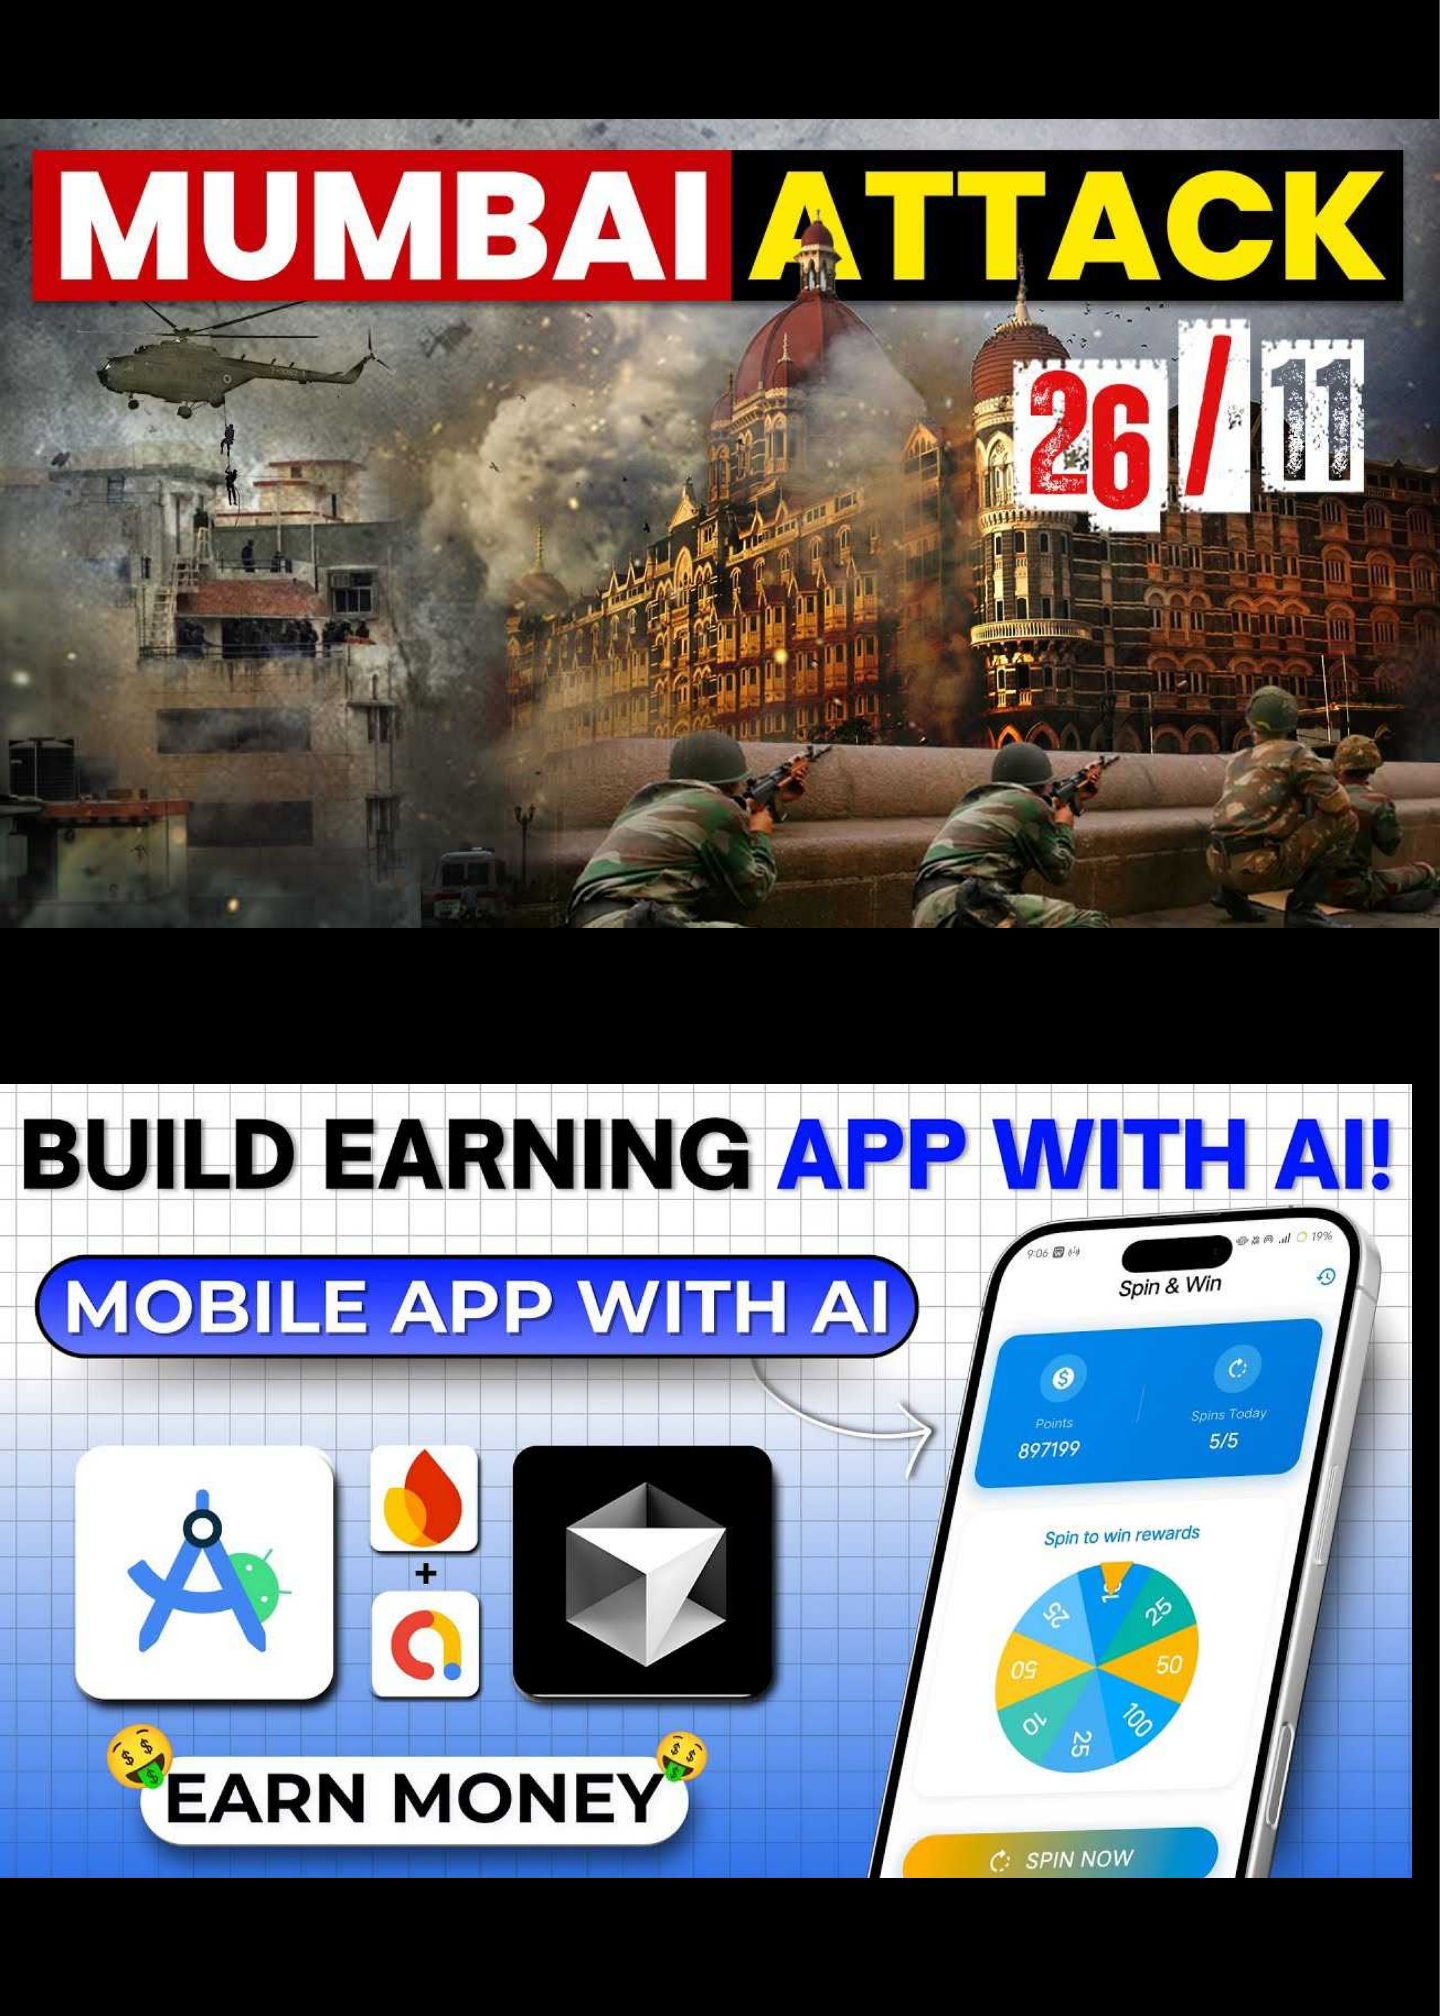 MUMBAI ATTACK
26/11
BUILD EARNING APP WITH AI!
MOBILE APP WITH AI
9:06
19%
Spin & Win
Points
Spins Today
897199
5/5
Spin to win rewards
25
25
50
50
10
100
25
+
EARN MONEY
SPIN NOW